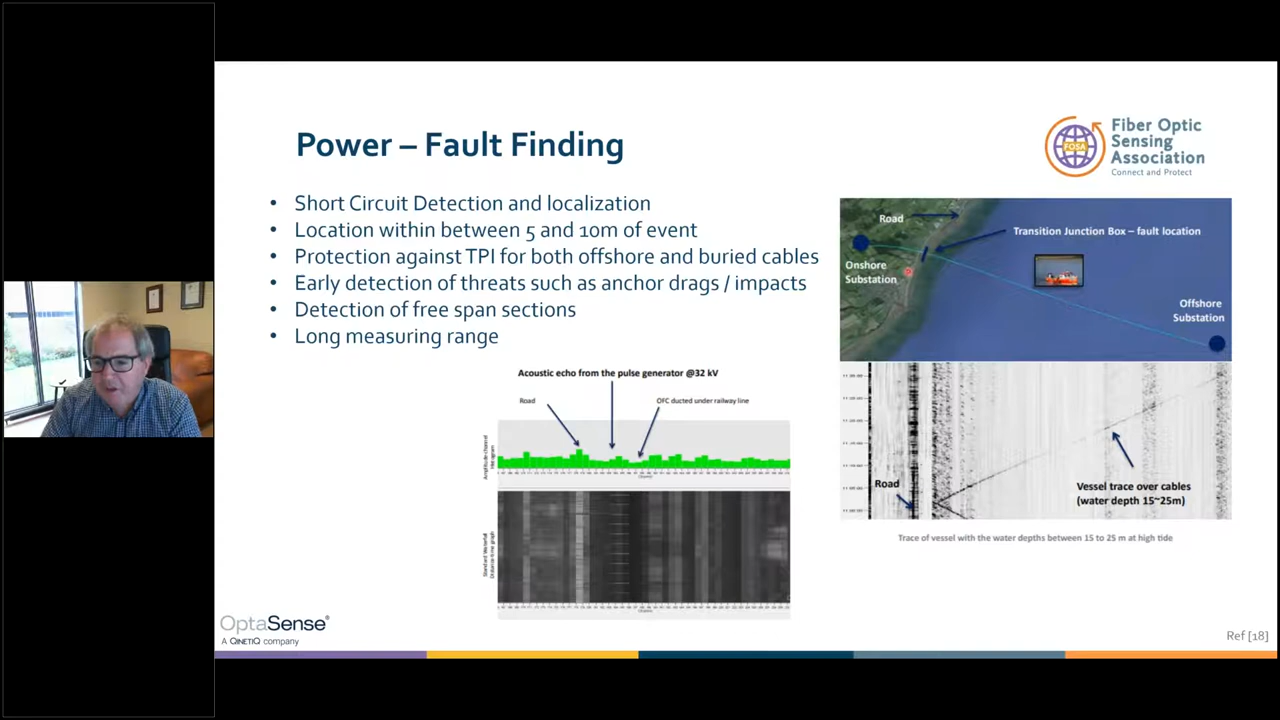 Power – Fault Finding
FOSA
Fiber Optic
Sensing
Association
Connect and Protect
• Short Circuit Detection and localization
• Location within between 5 and 10m of event
• Protection against TPI for both offshore and buried cables
• Early detection of threats such as anchor drags / impacts
• Detection of free span sections
• Long measuring range
Road
Transition Junction Box – fault location
Onshore
Substation
Offshore
Substation
Acoustic echo from the pulse generator @32 kV
Road
OFC ducted under railway line
Road
Vessel trace over cables
(water depth 15~25m)
Trace of vessel with the water depths between 15 to 25 m at high tide
OptaSense®
A QINETIQ company
Ref [18]